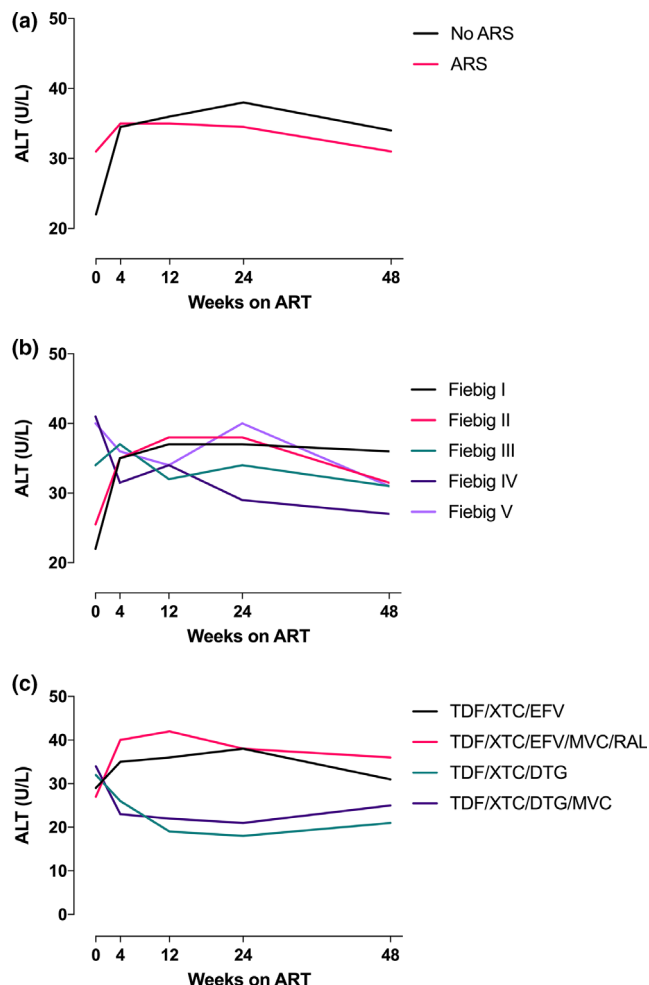 (a)
50
40
30
20
ALT (U/L)
0 4 12 24 48
Weeks on ART
No ARS
ARS
(b)
50
40
30
20
ALT (U/L)
0 4 12 24 48
Weeks on ART
Fiebig I
Fiebig II
Fiebig III
Fiebig IV
Fiebig V
(c)
50
40
30
20
10
0
ALT (U/L)
0 4 12 24 48
Weeks on ART
TDF/XTC/EFV
TDF/XTC/EFV/MVC/RAL
TDF/XTC/DTG
TDF/XTC/DTG/MVC